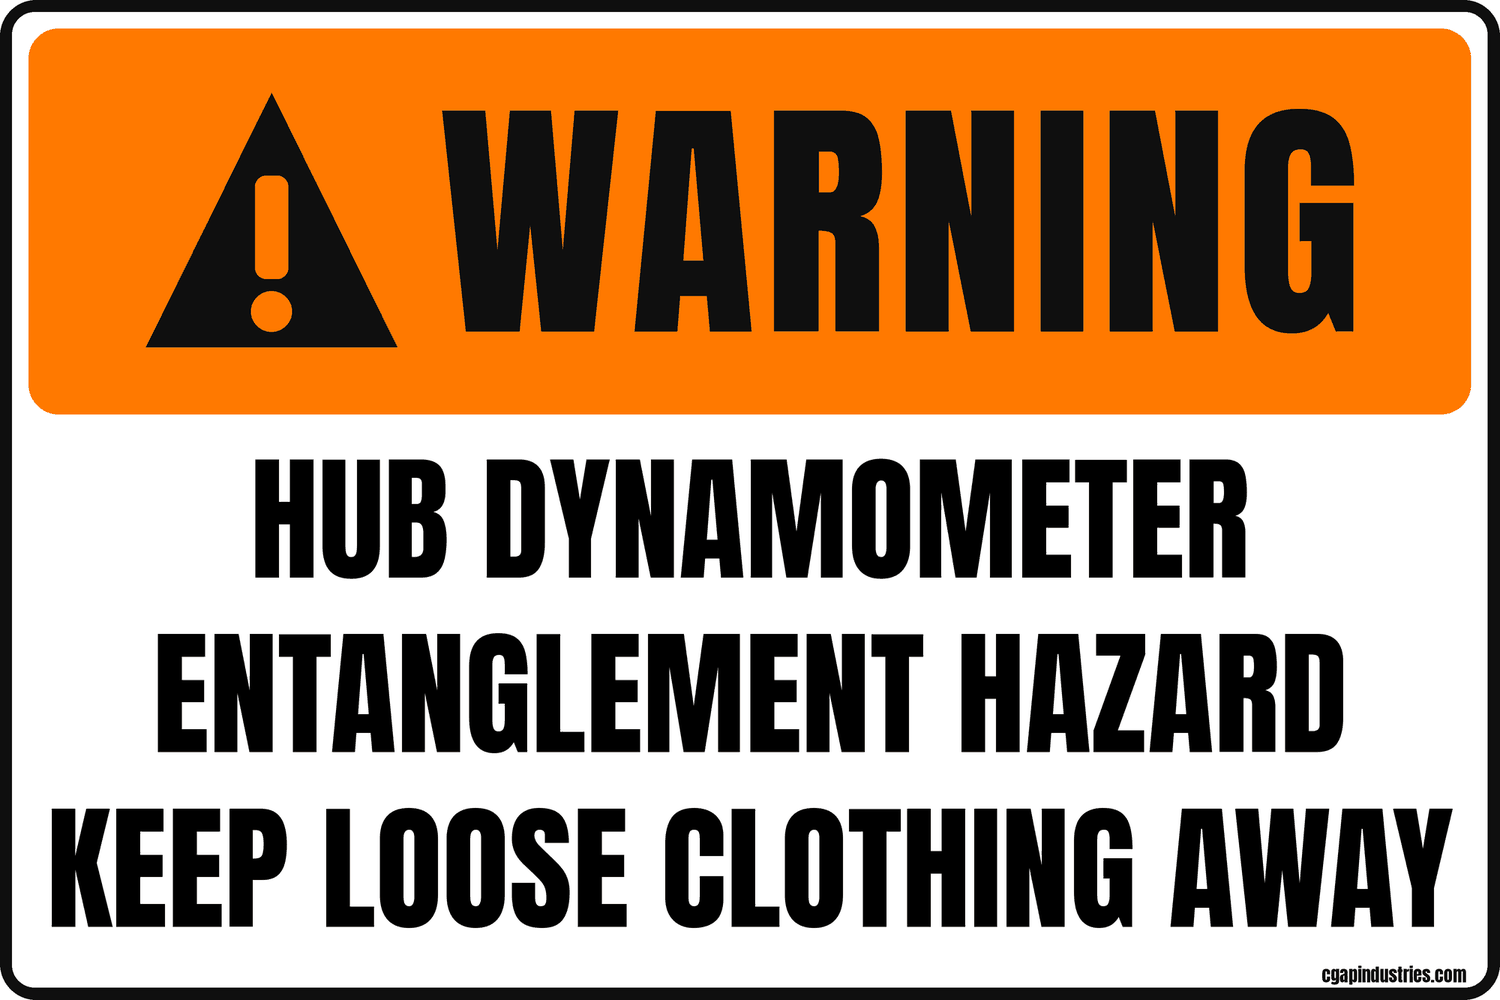 WARNING
HUB DYNAMOMETER
ENTANGLEMENT HAZARD
KEEP LOOSE CLOTHING AWAY
cgapindustries.com